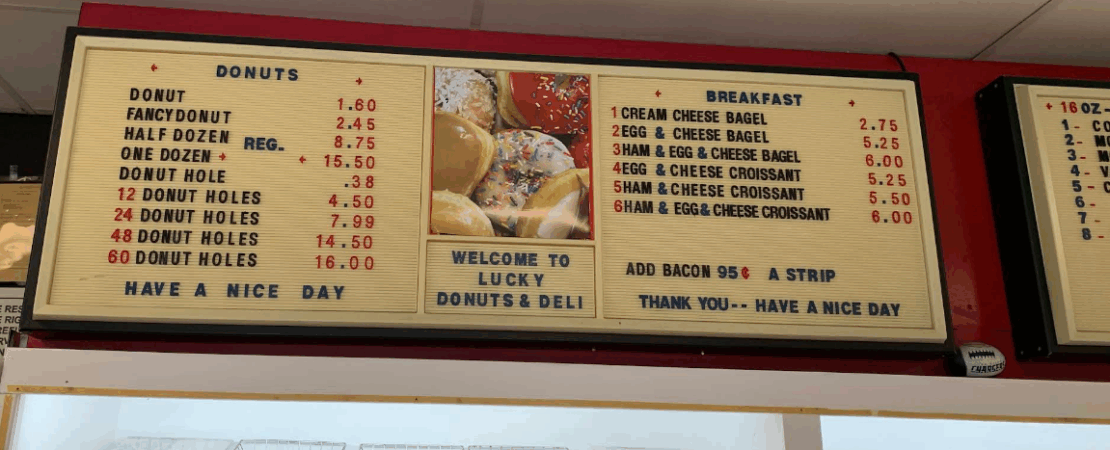 DONUTS
DONUT 1.60
FANCYDONUT 2.45
HALF DOZEN REG. 8.75
ONE DOZEN 15.50
DONUT HOLE .38
12 DONUT HOLES 4.50
24 DONUT HOLES 7.99
48 DONUT HOLES 14.50
60 DONUT HOLES 16.00
HAVE A NICE DAY
WELCOME TO
LUCKY
DONUTS & DELI
BREAKFAST
1 CREAM CHEESE BAGEL 2.75
2 EGG & CHEESE BAGEL 5.25
3 HAM & EGG & CHEESE BAGEL 6.00
4 EGG & CHEESE CROISSANT 5.25
5 HAM & CHEESE CROISSANT 5.50
6 HAM & EGG & CHEESE CROISSANT 6.00
ADD BACON 95¢ A STRIP
THANK YOU-- HAVE A NICE DAY
16 OZ-
1-
2-
3-
4-
5-
6-
7-
8-